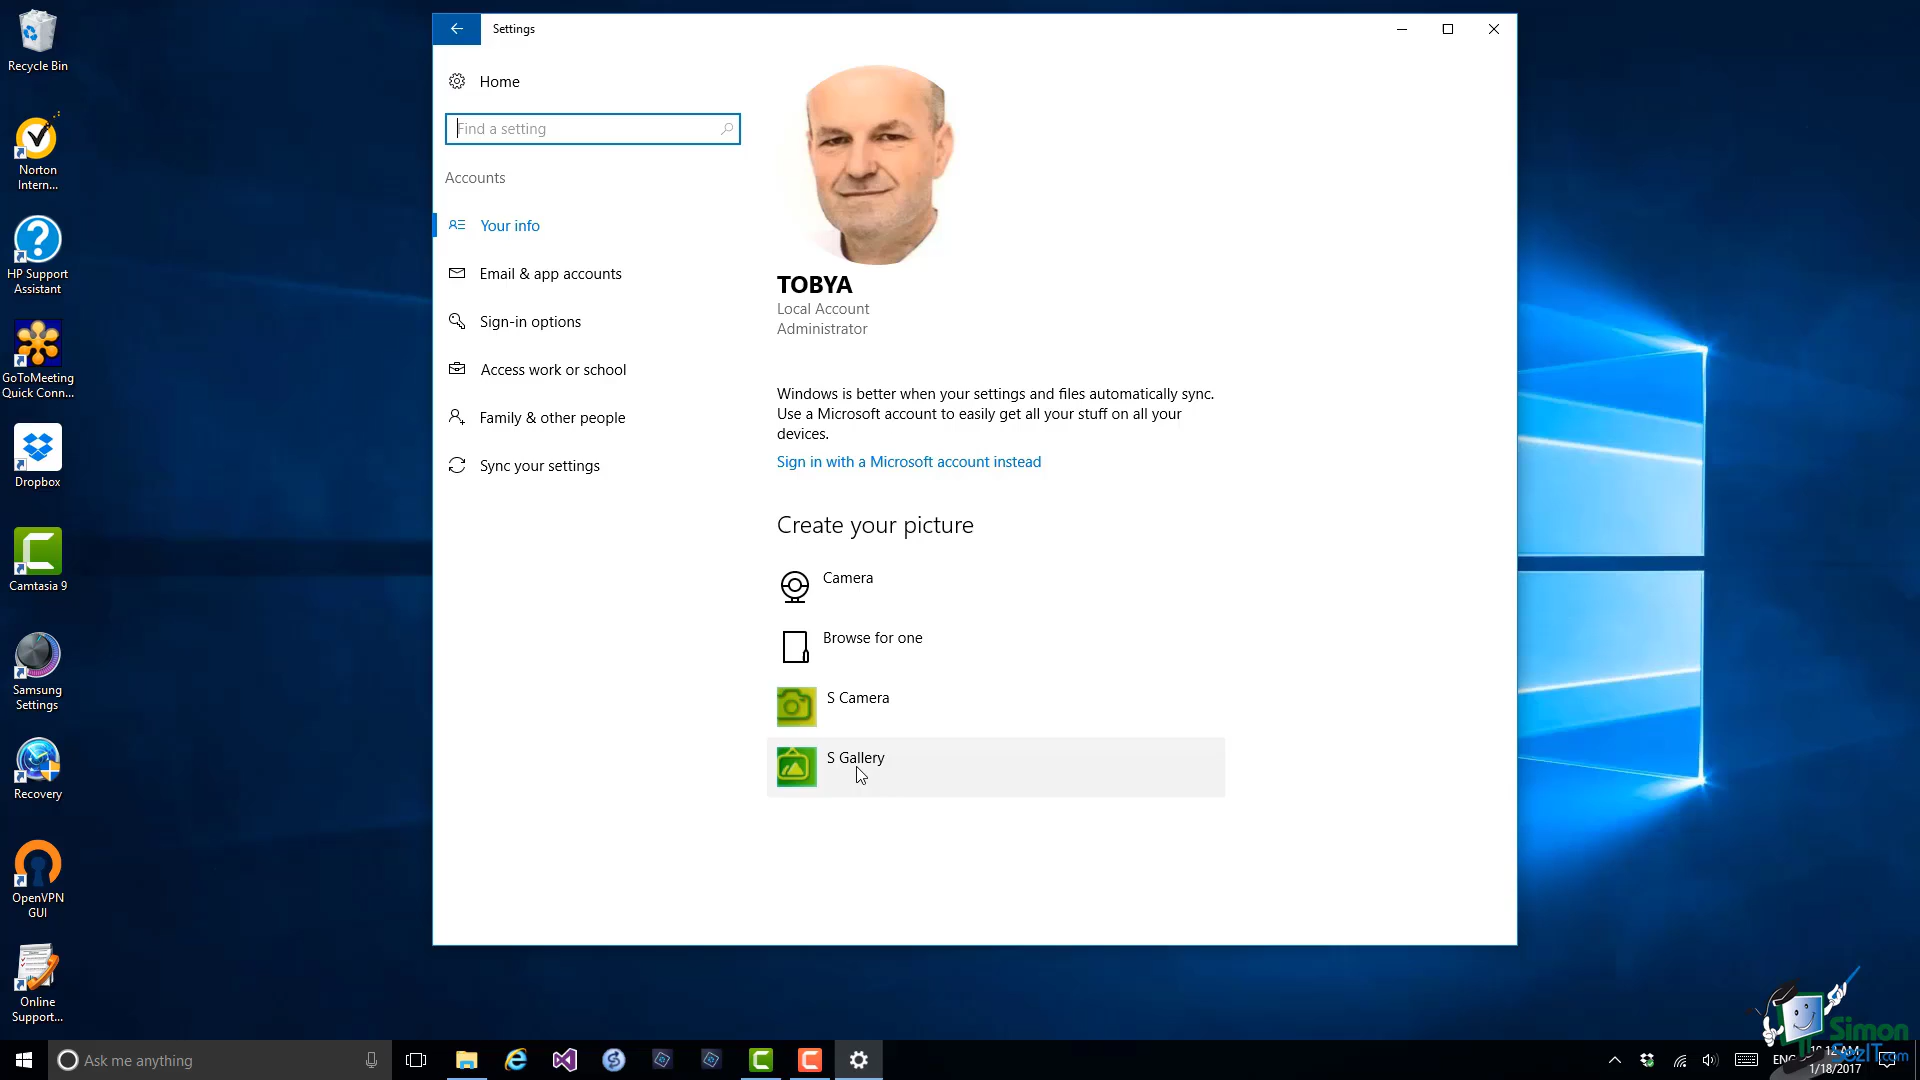 Recycle Bin
Norton
Intern...
HP Support
Assistant
GoToMeeting
Quick Conn...
Dropbox
Camtasia 9
Samsung
Settings
Recovery
OpenVPN
GUI
Online
Support...
Settings
Home
Find a setting
Accounts
Your info
Email & app accounts
Sign-in options
Access work or school
Family & other people
Sync your settings
TOBYA
Local Account
Administrator
Windows is better when your settings and files automatically sync.
Use a Microsoft account to easily get all your stuff on all your
devices.
Sign in with a Microsoft account instead
Create your picture
Camera
Browse for one
S Camera
S Gallery
Ask me anything
1/18/2017
Simon
SezIT.com